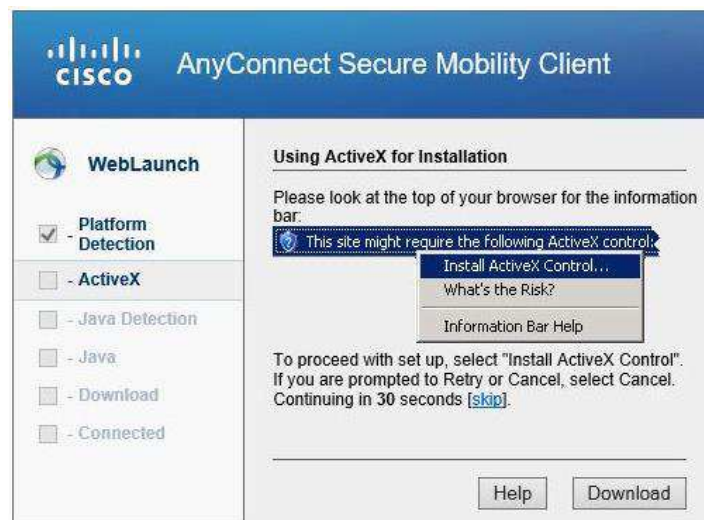 CISCO
AnyConnect Secure Mobility Client
WebLaunch
- Platform
Detection
- ActiveX
- Java Detection
- Java
- Download
- Connected
Using ActiveX for Installation
Please look at the top of your browser for the information
bar:
This site might require the following ActiveX control:
Install ActiveX Control...
What's the Risk?
Information Bar Help
To proceed with set up, select "Install ActiveX Control".
If you are prompted to Retry or Cancel, select Cancel.
Continuing in 30 seconds [skip].
Help
Download